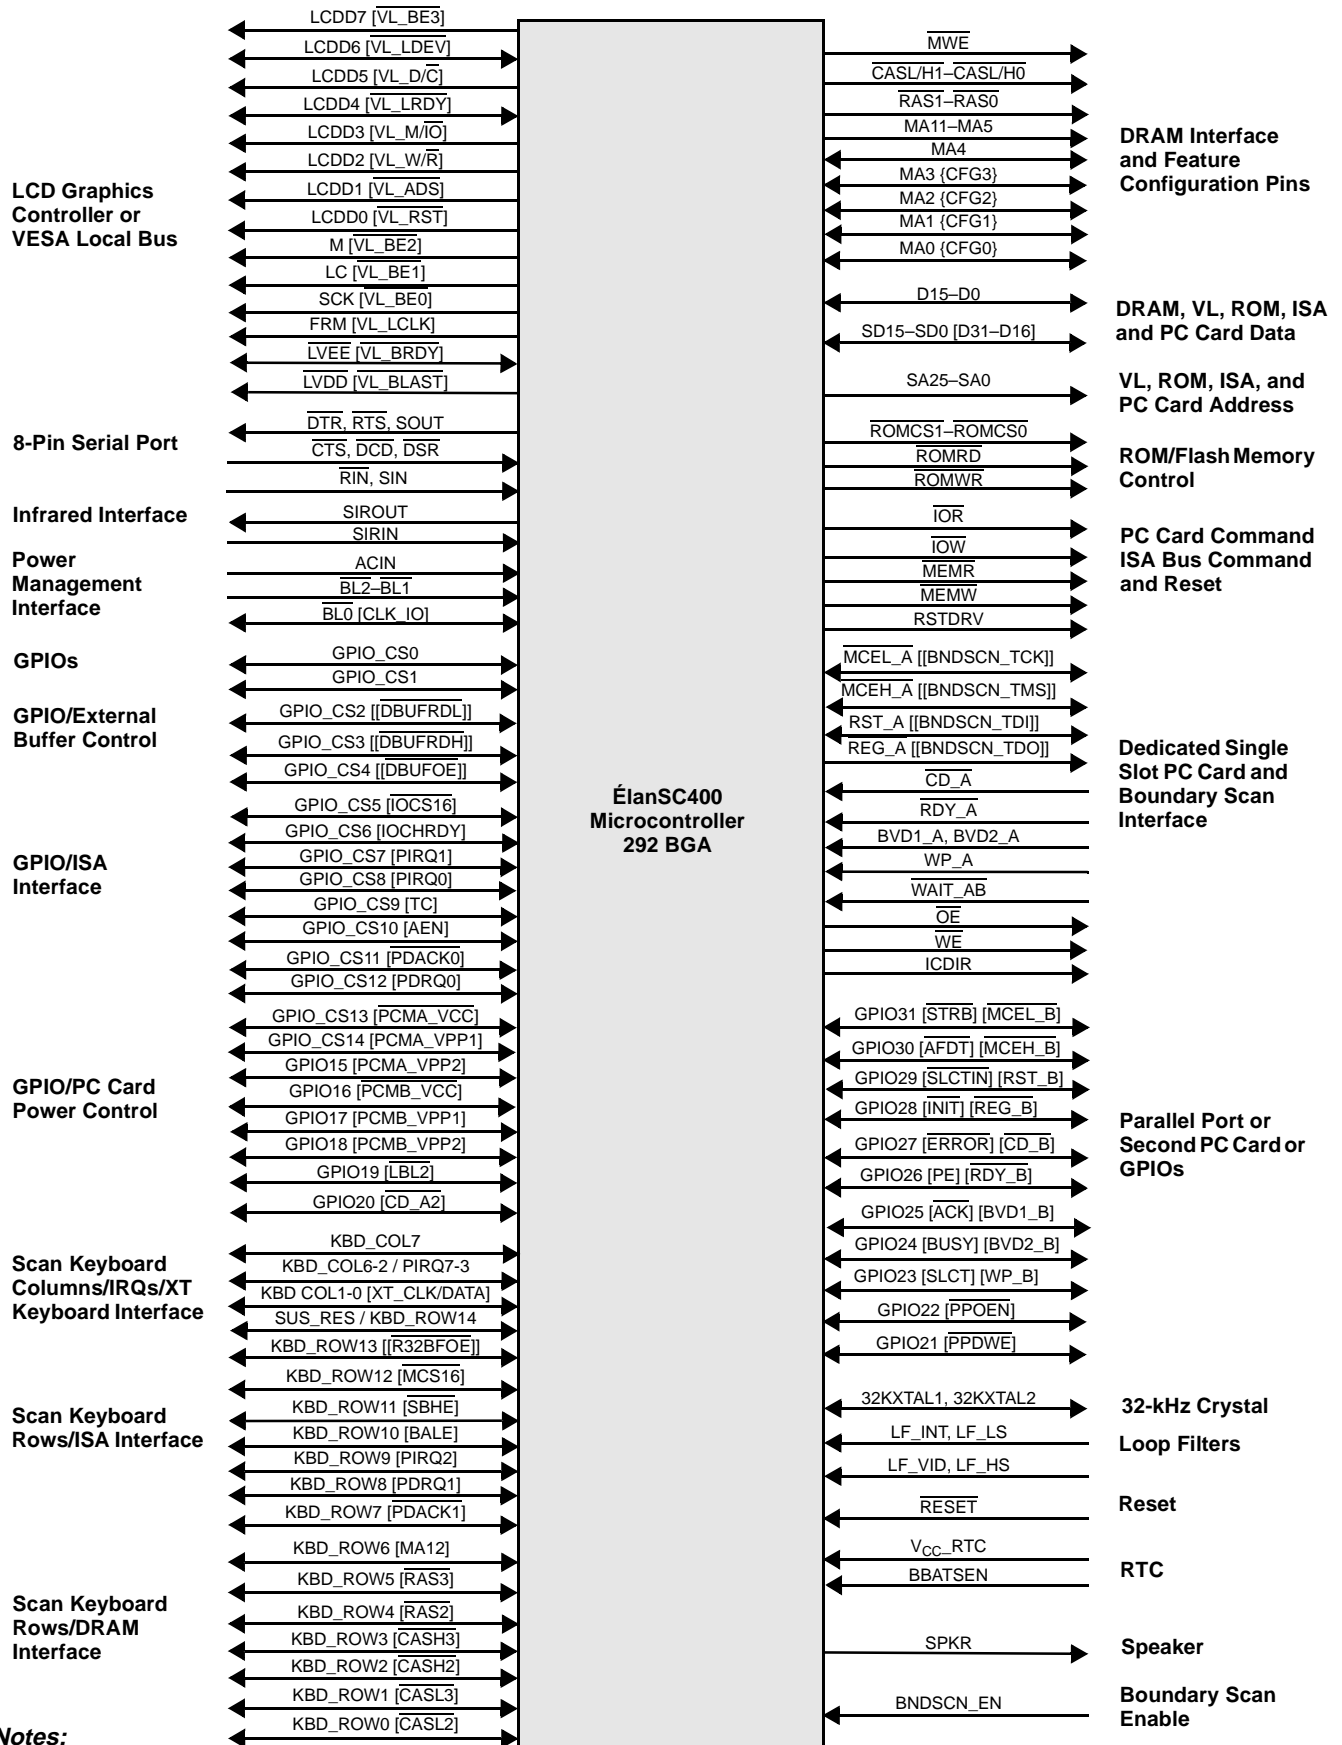 LCD Graphics
Controller or
VESA Local Bus
LCDD7 [VL_BE3]
LCDD6 [VL_LDEV]
LCDD5 [VL_D/C]
LCDD4 [VL_LRDY]
LCDD3 [VL_M/IO]
LCDD2 [VL_W/R]
LCDD1 [VL_ADS]
LCDD0 [VL_RST]
M [VL_BE2]
LC [VL_BE1]
SCK [VL_BE0]
FRM [VL_LCLK]
LVEE [VL_BRDY]
LVDD [VL_BLAST]
8-Pin Serial Port
DTR, RTS, SOUT
CTS, DCD, DSR
RIN, SIN
Infrared Interface
SIROUT
SIRIN
Power
Management
Interface
ACIN
BL2–BL1
BL0 [CLK_IO]
GPIOs
GPIO_CS0
GPIO_CS1
GPIO/External
Buffer Control
GPIO_CS2 [[DBUFRDL]]
GPIO_CS3 [[DBUFRDH]]
GPIO_CS4 [[DBUFOE]]
GPIO/ISA
Interface
GPIO_CS5 [IOCS16]
GPIO_CS6 [IOCHRDY]
GPIO_CS7 [PIRQ1]
GPIO_CS8 [PIRQ0]
GPIO_CS9 [TC]
GPIO_CS10 [AEN]
GPIO_CS11 [PDACK0]
GPIO_CS12 [PDRQ0]
GPIO/PC Card
Power Control
GPIO_CS13 [PCMA_VCC]
GPIO_CS14 [PCMA_VPP1]
GPIO15 [PCMA_VPP2]
GPIO16 [PCMB_VCC]
GPIO17 [PCMB_VPP1]
GPIO18 [PCMB_VPP2]
GPIO19 [LBL2]
GPIO20 [CD_A2]
Scan Keyboard
Columns/IRQs/XT
Keyboard Interface
KBD_COL7
KBD_COL6-2 / PIRQ7-3
KBD COL1-0 [XT_CLK/DATA]
SUS_RES / KBD_ROW14
KBD_ROW13 [[R32BFOE]]
Scan Keyboard
Rows/ISA Interface
KBD_ROW12 [MCS16]
KBD_ROW11 [SBHE]
KBD_ROW10 [BALE]
KBD_ROW9 [PIRQ2]
KBD_ROW8 [PDRQ1]
KBD_ROW7 [PDACK1]
Scan Keyboard
Rows/DRAM
Interface
KBD_ROW6 [MA12]
KBD_ROW5 [RAS3]
KBD_ROW4 [RAS2]
KBD_ROW3 [CASH3]
KBD_ROW2 [CASH2]
KBD_ROW1 [CASL3]
KBD_ROW0 [CASL2]
Notes:
ÉlanSC400
Microcontroller
292 BGA
MWE
CASL/H1–CASL/H0
RAS1–RAS0
MA11–MA5
MA4
MA3 {CFG3}
MA2 {CFG2}
MA1 {CFG1}
MA0 {CFG0}
DRAM Interface
and Feature
Configuration Pins
D15–D0
SD15–SD0 [D31–D16]
DRAM, VL, ROM, ISA
and PC Card Data
SA25–SA0
VL, ROM, ISA, and
PC Card Address
ROMCS1–ROMCS0
ROMRD
ROMWR
ROM/Flash Memory
Control
IOR
IOW
MEMR
MEMW
RSTDRV
PC Card Command
ISA Bus Command
and Reset
MCEL_A [[BNDSCN_TCK]]
MCEH_A [[BNDSCN_TMS]]
RST_A [[BNDSCN_TDI]]
REG_A [[BNDSCN_TDO]]
CD_A
RDY_A
BVD1_A, BVD2_A
WP_A
WAIT_AB
OE
WE
ICDIR
Dedicated Single
Slot PC Card and
Boundary Scan
Interface
GPIO31 [STRB] [MCEL_B]
GPIO30 [AFDT] [MCEH_B]
GPIO29 [SLCTIN] [RST_B]
GPIO28 [INIT] [REG_B]
GPIO27 [ERROR] [CD_B]
GPIO26 [PE] [RDY_B]
GPIO25 [ACK] [BVD1_B]
GPIO24 [BUSY] [BVD2_B]
GPIO23 [SLCT] [WP_B]
GPIO22 [PPOEN]
GPIO21 [PPDWE]
Parallel Port or
Second PC Card or
GPIOs
32KXTAL1, 32KXTAL2
32-kHz Crystal
LF_INT, LF_LS
LF_VID, LF_HS
Loop Filters
RESET
Reset
VCC_RTC
BBATSEN
RTC
SPKR
Speaker
BNDSCN_EN
Boundary Scan
Enable